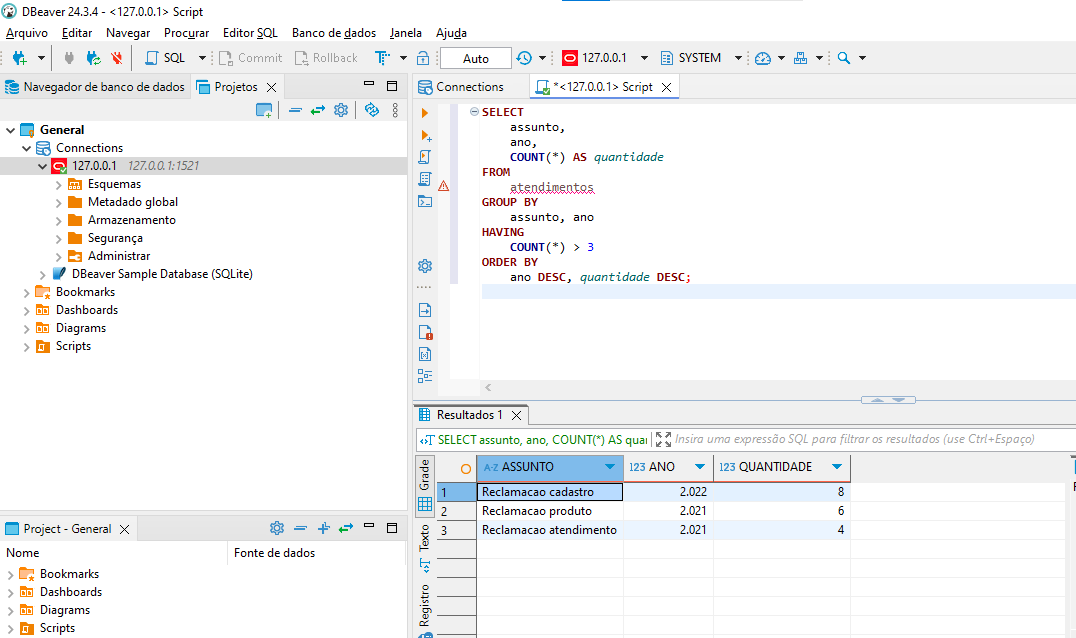 DBeaver 24.3.4 - <127.0.0.1> Script
Arquivo Editar Navegar Procurar Editor SQL Banco de dados Janela Ajuda
SQL Commit Rollback Auto 127.0.0.1 SYSTEM
Navegador de banco de dados Projetos
Connections *<127.0.0.1> Script
General
Connections
127.0.0.1 127.0.0.1:1521
Esquemas
Metadado global
Armazenamento
Segurança
Administrar
DBeaver Sample Database (SQLite)
Bookmarks
Dashboards
Diagrams
Scripts
SELECT
assunto,
ano,
COUNT(*) AS quantidade
FROM
atendimentos
GROUP BY
assunto, ano
HAVING
COUNT(*) > 3
ORDER BY
ano DESC, quantidade DESC;
Resultados 1
SELECT assunto, ano, COUNT(*) AS quai Insira uma expressão SQL para filtrar os resultados (use Ctrl+Espaço)
Grade
Texto
Registro
A-Z ASSUNTO 123 ANO 123 QUANTIDADE
1 Reclamacao cadastro 2.022 8
2 Reclamacao produto 2.021 6
3 Reclamacao atendimento 2.021 4
Project - General
Nome Fonte de dados
Bookmarks
Dashboards
Diagrams
Scripts